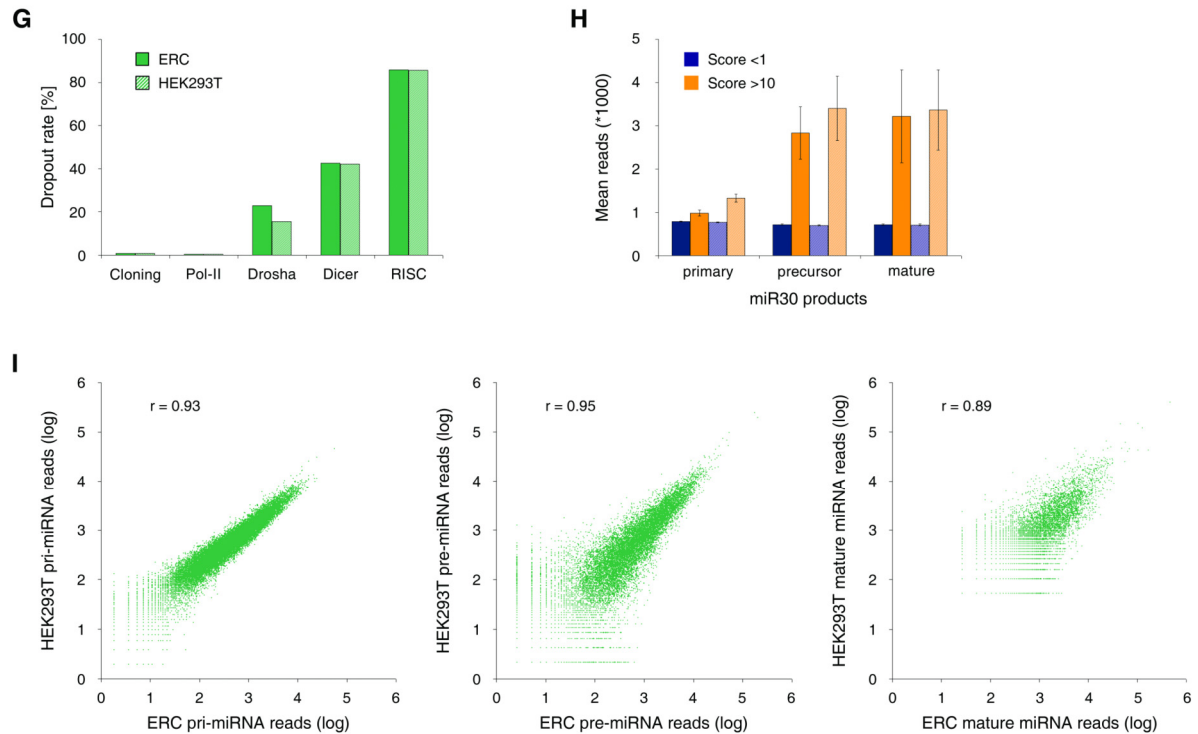 G
100
80
60
40
20
0
Dropout rate [%]
ERC
HEK293T
Cloning Pol-II Drosha Dicer RISC
H
5
4
3
2
1
0
Mean reads (*1000)
Score <1
Score >10
primary precursor mature
miR30 products
I
6
5
4
3
2
1
0
HEK293T pri-miRNA reads (log)
r = 0.93
0 1 2 3 4 5 6
ERC pri-miRNA reads (log)
6
5
4
3
2
1
0
HEK293T pre-miRNA reads (log)
r = 0.95
0 1 2 3 4 5 6
ERC pre-miRNA reads (log)
6
5
4
3
2
1
0
HEK293T mature miRNA reads (log)
r = 0.89
0 1 2 3 4 5 6
ERC mature miRNA reads (log)